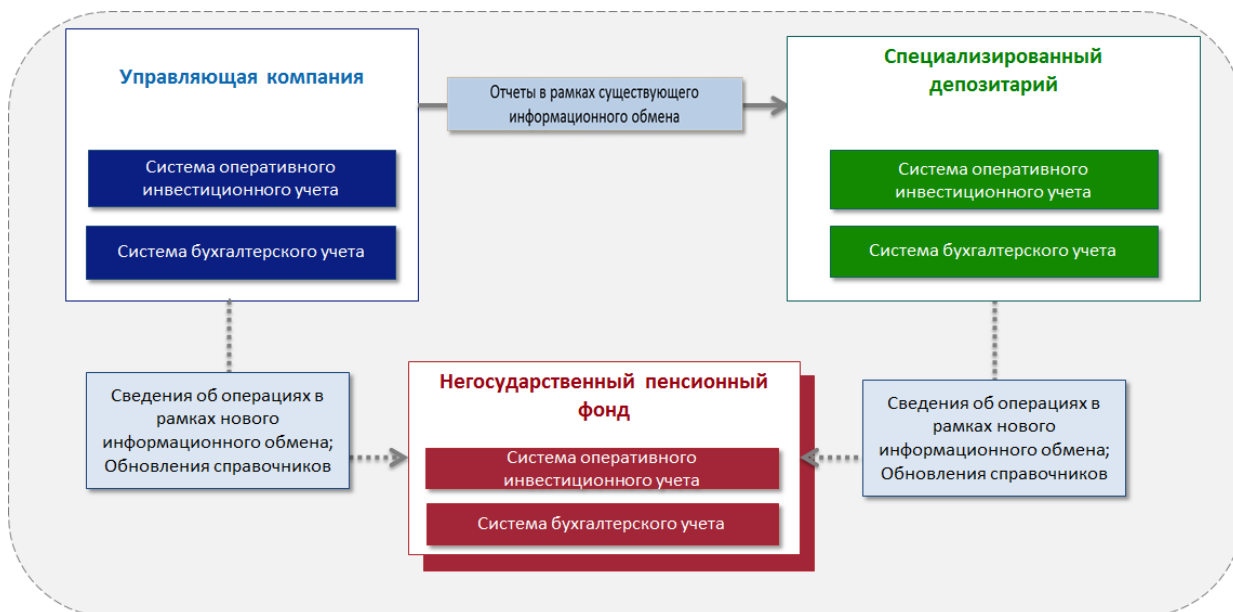 Управляющая компания
Система оперативного
инвестиционного учета
Система бухгалтерского учета
Отчеты в рамках существующего
информационного обмена
Специализированный
депозитарий
Система оперативного
инвестиционного учета
Система бухгалтерского учета
Сведения об операциях в
рамках нового
информационного обмена;
Обновления справочников
Негосударственный пенсионный
фонд
Система оперативного
инвестиционного учета
Система бухгалтерского учета
Сведения об операциях в
рамках нового
информационного обмена;
Обновления справочников